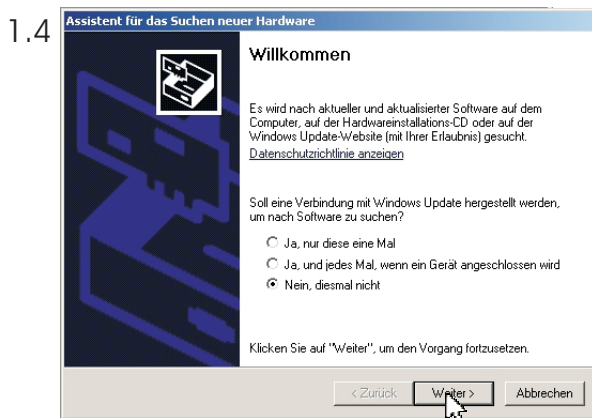 1.4
Assistent für das Suchen neuer Hardware
Willkommen
Es wird nach aktueller und aktualisierter Software auf dem
Computer, auf der Hardwareinstallations-CD oder auf der
Windows Update-Website (mit Ihrer Erlaubnis) gesucht.
Datenschutzrichtlinie anzeigen
Soll eine Verbindung mit Windows Update hergestellt werden,
um nach Software zu suchen?
Ja, nur diese eine Mal
Ja, und jedes Mal, wenn ein Gerät angeschlossen wird
Nein, diesmal nicht
Klicken Sie auf "Weiter", um den Vorgang fortzusetzen.
< Zurück Weiter > Abbrechen